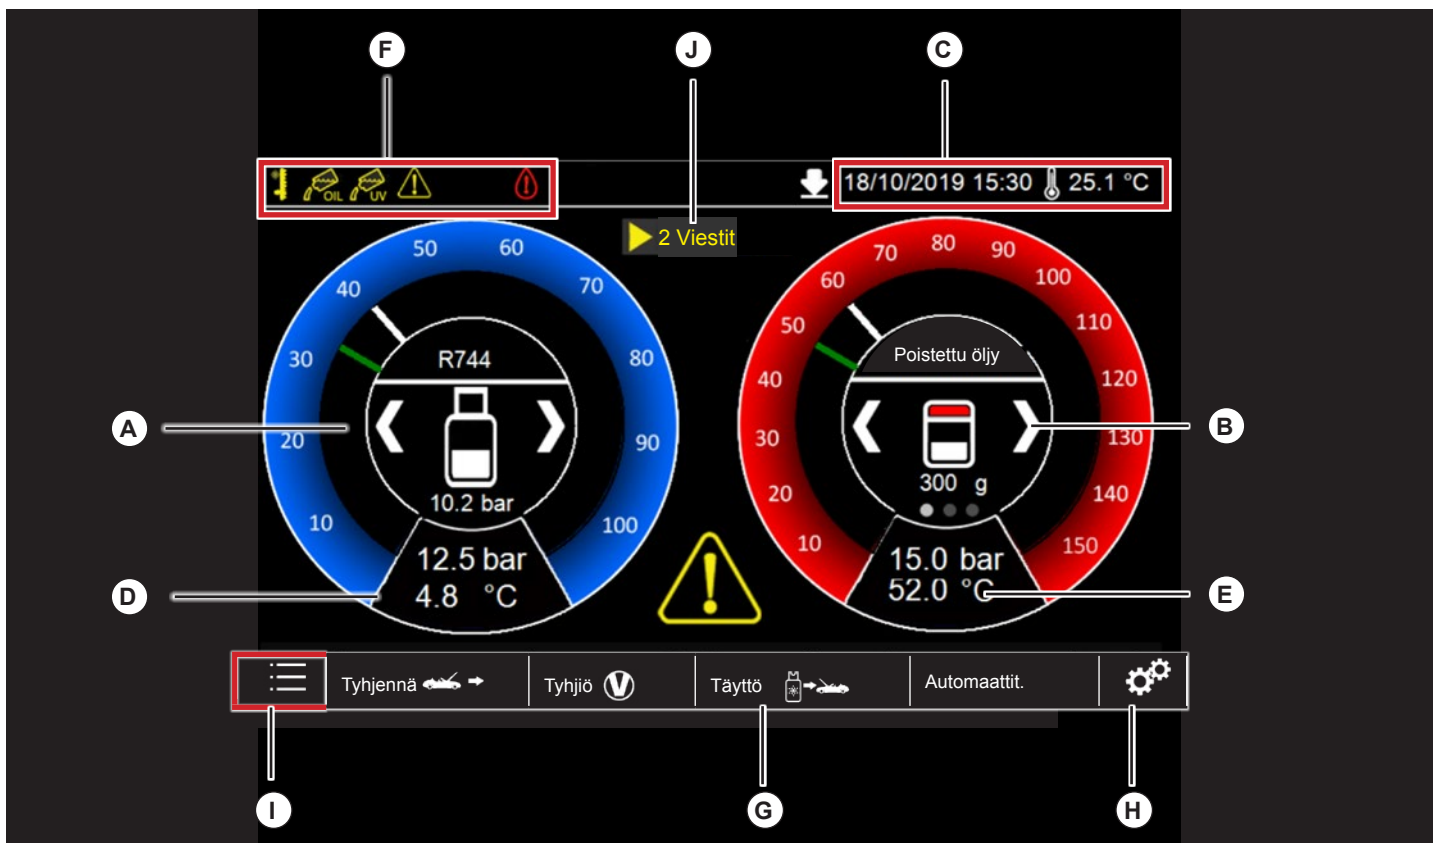 F
J
C
OIL
UV
18/10/2019 15:30
25.1 °C
2 Viestit
10
20
30
40
50
60
70
80
90
100
R744
10.2 bar
12.5 bar
4.8 °C
10
20
30
40
50
60
70
80
90
100
110
120
130
140
150
Poistettu öljy
300 g
15.0 bar
52.0 °C
A
B
D
E
Tyhjennä
Tyhjiö
V
Täyttö
Automaattit.
I
G
H